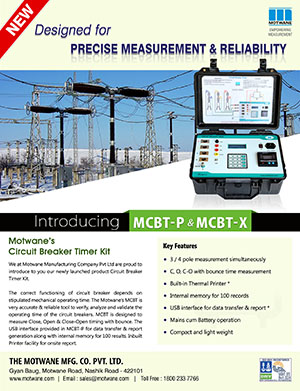 NEW
MOTWANE
EMPOWERING
MEASUREMENT
Designed for
PRECISE MEASUREMENT & RELIABILITY
Introducing MCBT-P & MCBT-X
Motwane's
Circuit Breaker Timer Kit
We at Motwane Manufacturing Company Pvt Ltd are proud to
introduce to you our newly launched product Circuit Breaker
Timer Kit.
The correct functioning of circuit breaker depends on
stipulated mechanical operating time. The Motwane's MCBT is
very accurate & reliable tool to verify, analyze and validate the
operating time of the circuit breakers. MCBT is designed to
measure Close, Open & Close-Open timing with bounce. The
USB interface provided in MCBT-P for data transfer & report
generation along with internal memory for 100 records. Inbuilt
Printer facility for onsite report.
Key Features
3 / 4 pole measurement simultaneously
C, O, C-O with bounce time measurement
Built-in Thermal Printer *
Internal memory for 100 records
USB interface for data transfer & report *
Mains cum Battery operation
Compact and light weight
THE MOTWANE MFG. CO. PVT. LTD.
Gyan Baug, Motwane Road, Nashik Road - 422101
www.motwane.com | Email : sales@motwane.com | Toll Free : 1800 233 7766